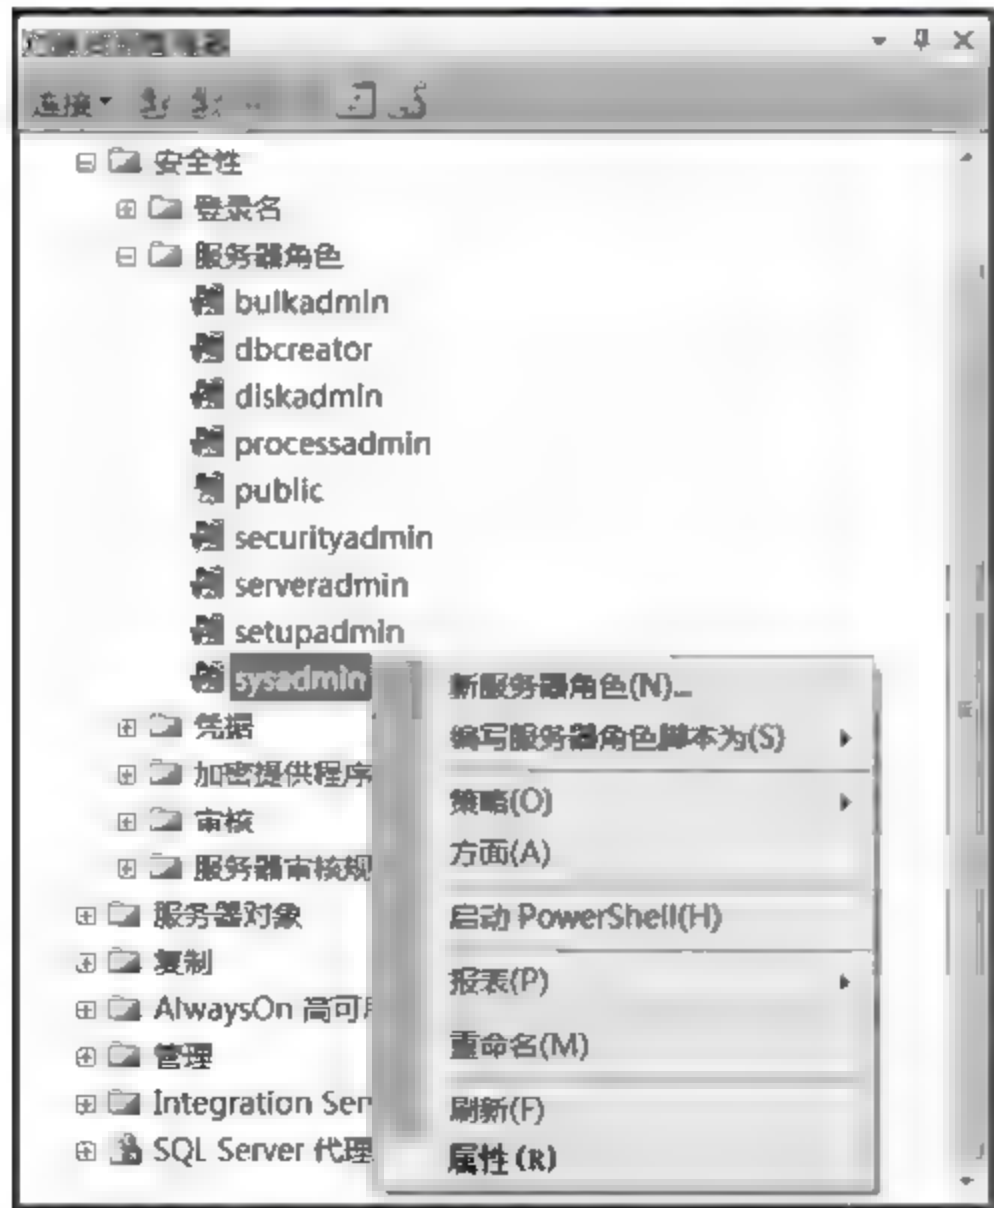 连接
安全性
登录名
服务器角色
bulkadmin
dbcreator
diskadmin
processadmin
public
securityadmin
serveradmin
setupadmin
sysadmin
新服务器角色(N)...
编写服务器角色脚本为(S)
策略(O)
方面(A)
启动 PowerShell(H)
报表(P)
重命名(M)
刷新(F)
属性(R)
凭据
加密提供程序
审核
服务器审核规
服务器对象
复制
AlwaysOn 高可
管理
Integration Ser
SQL Server 代理